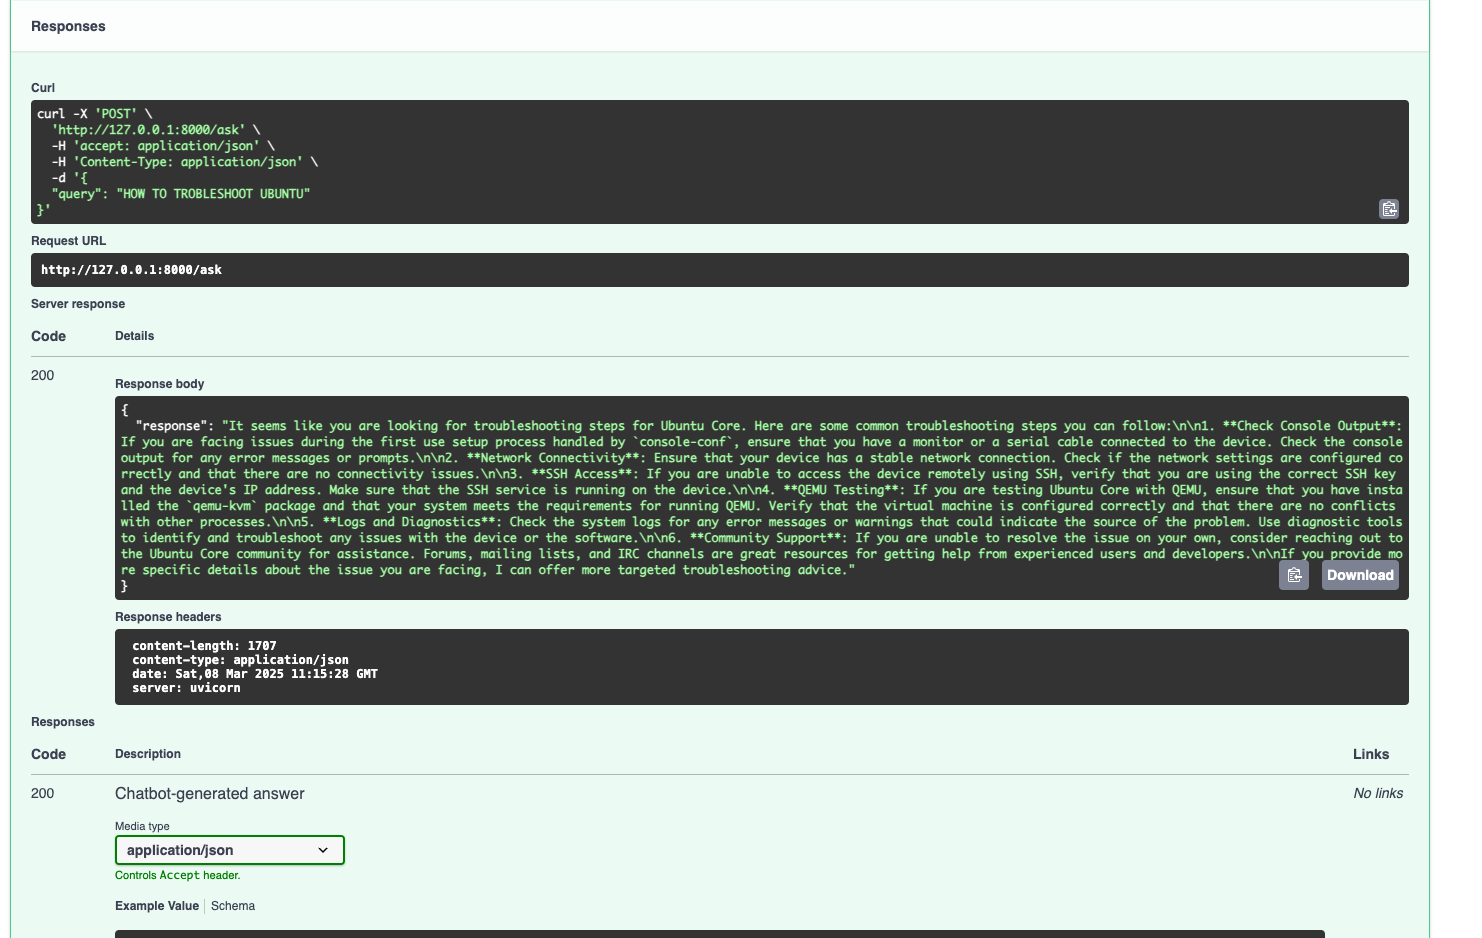 Responses
Curl
curl -X 'POST' \
'http://127.0.0.1:8000/ask' \
-H 'accept: application/json' \
-H 'Content-Type: application/json' \
-d '{
"query": "HOW TO TROBLESHOOT UBUNTU"
}'
Request URL
http://127.0.0.1:8000/ask
Server response
Code Details
200
Response body
{
"response": "It seems like you are looking for troubleshooting steps for Ubuntu Core. Here are some common troubleshooting steps you can follow:\n\n1. **Check Console Output**:
If you are facing issues during the first use setup process handled by `console-conf`, ensure that you have a monitor or a serial cable connected to the device. Check the console
output for any error messages or prompts.\n\n2. **Network Connectivity**: Ensure that your device has a stable network connection. Check if the network settings are configured co
rrectly and that there are no connectivity issues.\n\n3. **SSH Access**: If you are unable to access the device remotely using SSH, verify that you are using the correct SSH key
and the device's IP address. Make sure that the SSH service is running on the device.\n\n4. **QEMU Testing**: If you are testing Ubuntu Core with QEMU, ensure that you have insta
lled the `qemu-kvm` package and that your system meets the requirements for running QEMU. Verify that the virtual machine is configured correctly and that there are no conflicts
with other processes.\n\n5. **Logs and Diagnostics**: Check the system logs for any error messages or warnings that could indicate the source of the problem. Use diagnostic tools
to identify and troubleshoot any issues with the device or the software.\n\n6. **Community Support**: If you are unable to resolve the issue on your own, consider reaching out to
the Ubuntu Core community for assistance. Forums, mailing lists, and IRC channels are great resources for getting help from experienced users and developers.\n\nIf you provide mo
re specific details about the issue you are facing, I can offer more targeted troubleshooting advice."
}
Download
Response headers
content-length: 1707
content-type: application/json
date: Sat,08 Mar 2025 11:15:28 GMT
server: uvicorn
Responses
Code Description Links
200 Chatbot-generated answer No links
Media type
application/json
Controls Accept header.
Example Value Schema